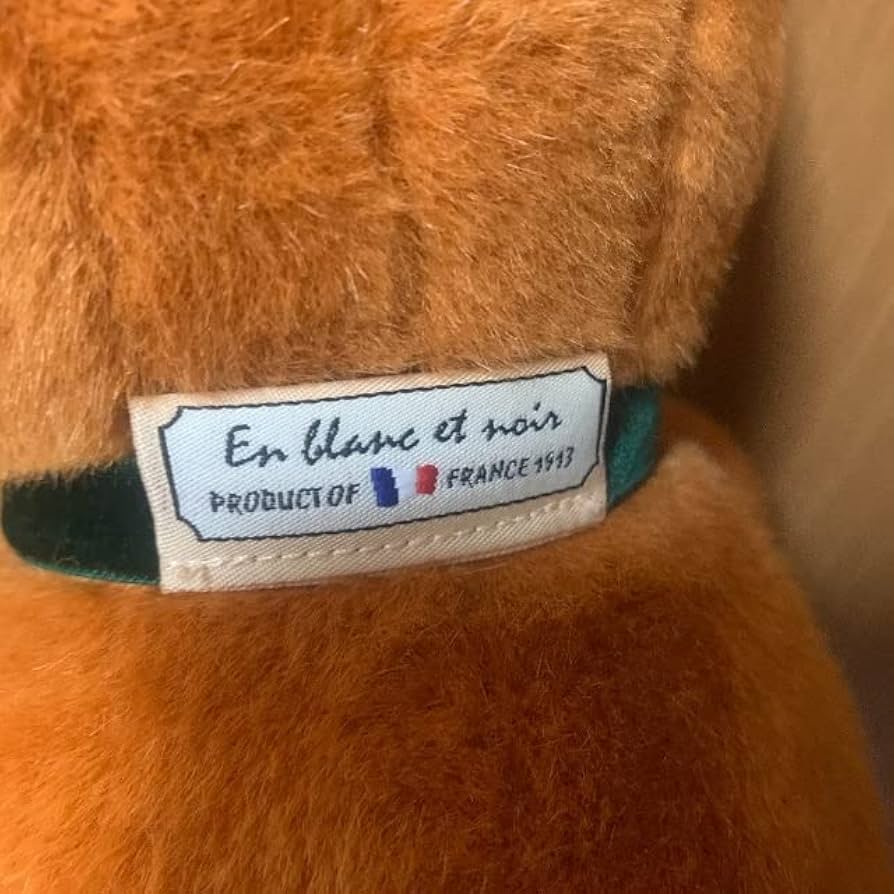 En blanc et noir
PRODUCT OF FRANCE 1913